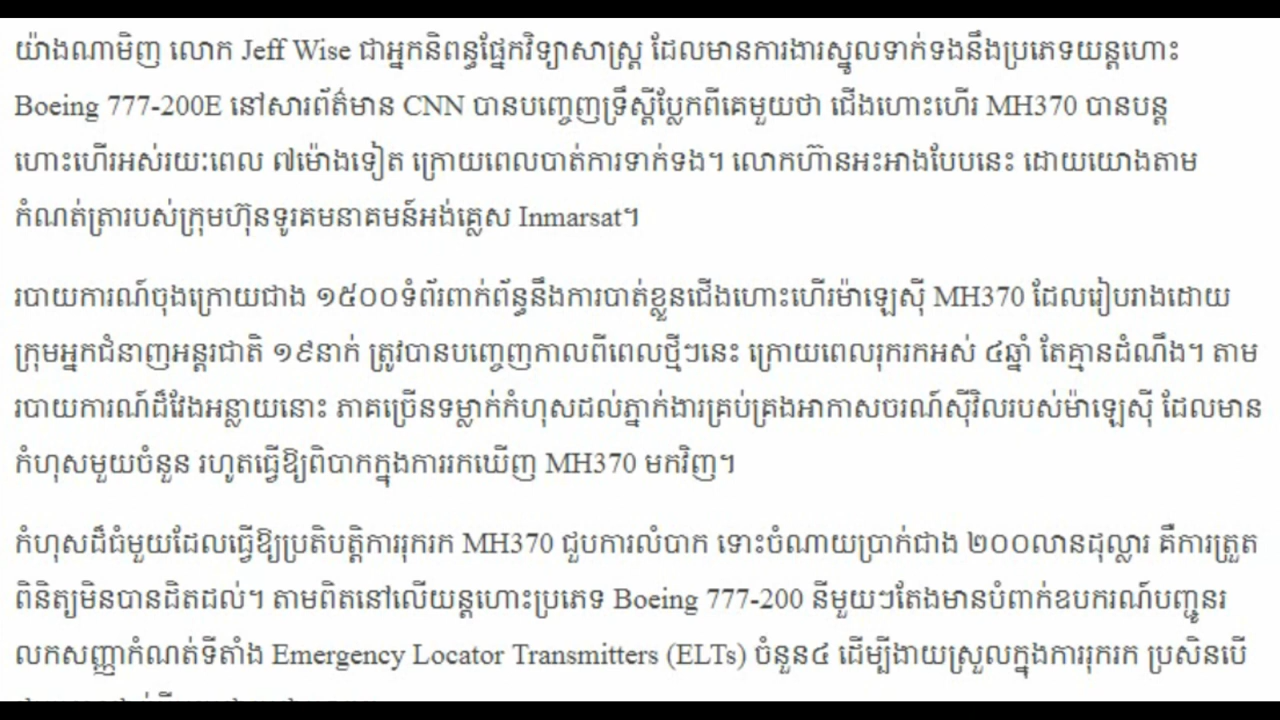 យ៉ាងណាមិញ លោក Jeff Wise ជាអ្នកនិពន្ធផ្នែកវិទ្យាសាស្ត្រ ដែលមានការងារស្នូលទាក់ទងនឹងប្រភេទយន្តហោះ
Boeing 777-200E នៅសារព័ត៌មាន CNN បានបញ្ចេញទ្រឹស្តីប្លែកពីគេមួយថា ជើងហោះហើរ MH370 បានបន្ត
ហោះហើរអស់រយៈពេល ៧ម៉ោងទៀត ក្រោយពេលបាត់ការទាក់ទង។ លោកហ៊ានអះអាងបែបនេះ ដោយយោងតាម
កំណត់ត្រារបស់ក្រុមហ៊ុនទូរគមនាគមន៍អង់គ្លេស Inmarsat។
របាយការណ៍ចុងក្រោយជាង ១៥០០ទំព័រពាក់ព័ន្ធនឹងការបាត់ខ្លួនជើងហោះហើរម៉ាឡេស៊ី MH370 ដែលរៀបរាងដោយ
ក្រុមអ្នកជំនាញអន្តរជាតិ ១៩នាក់ ត្រូវបានបញ្ចេញកាលពីពេលថ្មីៗនេះ ក្រោយពេលរុករកអស់ ៤ឆ្នាំ តែគ្មានដំណឹង។ តាម
របាយការណ៍ដ៏វែងអន្លាយនោះ ភាគច្រើនទម្លាក់កំហុសដល់ភ្នាក់ងារគ្រប់គ្រងអាកាសចរណ៍ស៊ីវិលរបស់ម៉ាឡេស៊ី ដែលមាន
កំហុសមួយចំនួន រហូតធ្វើឱ្យពិបាកក្នុងការរកឃើញ MH370 មកវិញ។
កំហុសដ៏ធំមួយដែលធ្វើឱ្យប្រតិបត្តិការរុករក MH370 ជួបការលំបាក ទោះចំណាយប្រាក់ជាង ២០០លានដុល្លារ គឺការត្រួត
ពិនិត្យមិនបានដិតដល់។ តាមពិតនៅលើយន្តហោះប្រភេទ Boeing 777-200 នីមួយៗតែងមានបំពាក់ឧបករណ៍បញ្ជូនរ
លកសញ្ញាកំណត់ទីតាំង Emergency Locator Transmitters (ELTs) ចំនួន៤ ដើម្បីងាយស្រួលក្នុងការរុករក ប្រសិនបើ